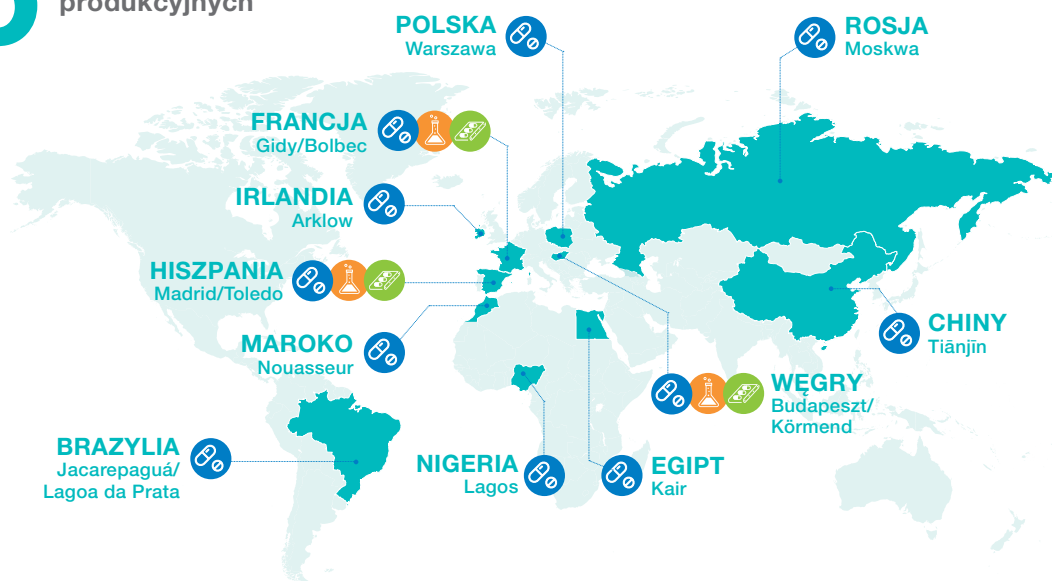 produkcyjnych
POLSKA
Warszawa
ROSJA
Moskwa
FRANCJA
Gidy/Bolbec
IRLANDIA
Arklow
HISZPANIA
Madrid/Toledo
MAROKO
Nouasseur
CHINY
Tiānjīn
WĘGRY
Budapeszt/
Körmend
BRAZYLIA
Jacarepaguá/
Lagoa da Prata
NIGERIA
Lagos
EGIPT
Kair